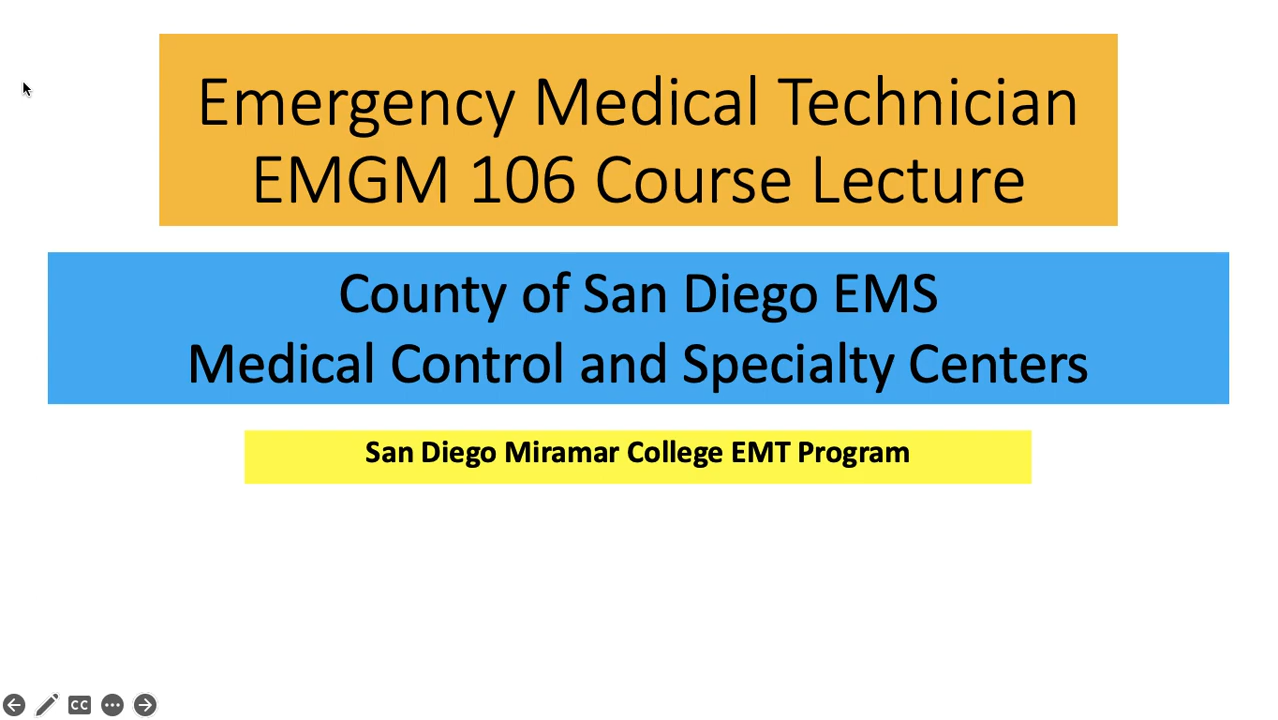 Emergency Medical Technician
EMGM 106 Course Lecture
County of San Diego EMS
Medical Control and Specialty Centers
San Diego Miramar College EMT Program
CC